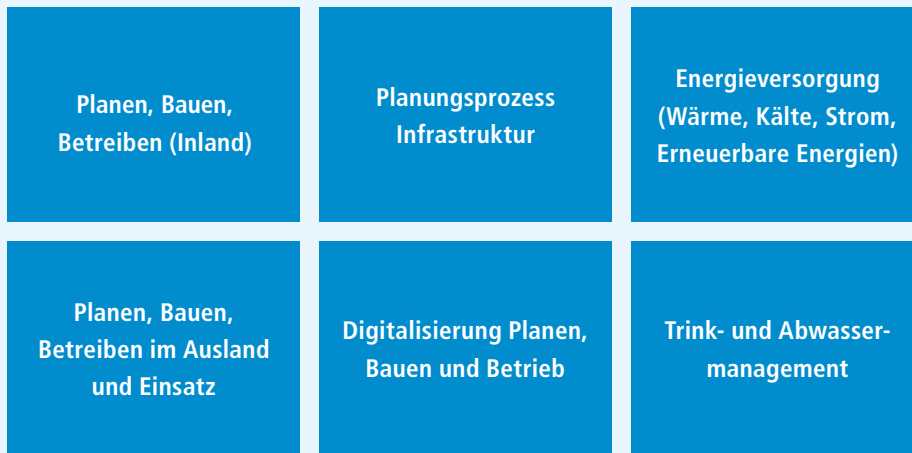 Planen, Bauen,
Betreiben (Inland)
Planungsprozess
Infrastruktur
Energieversorgung
(Wärme, Kälte, Strom,
Erneuerbare Energien)
Planen, Bauen,
Betreiben im Ausland
und Einsatz
Digitalisierung Planen,
Bauen und Betrieb
Trink- und Abwasser-
management